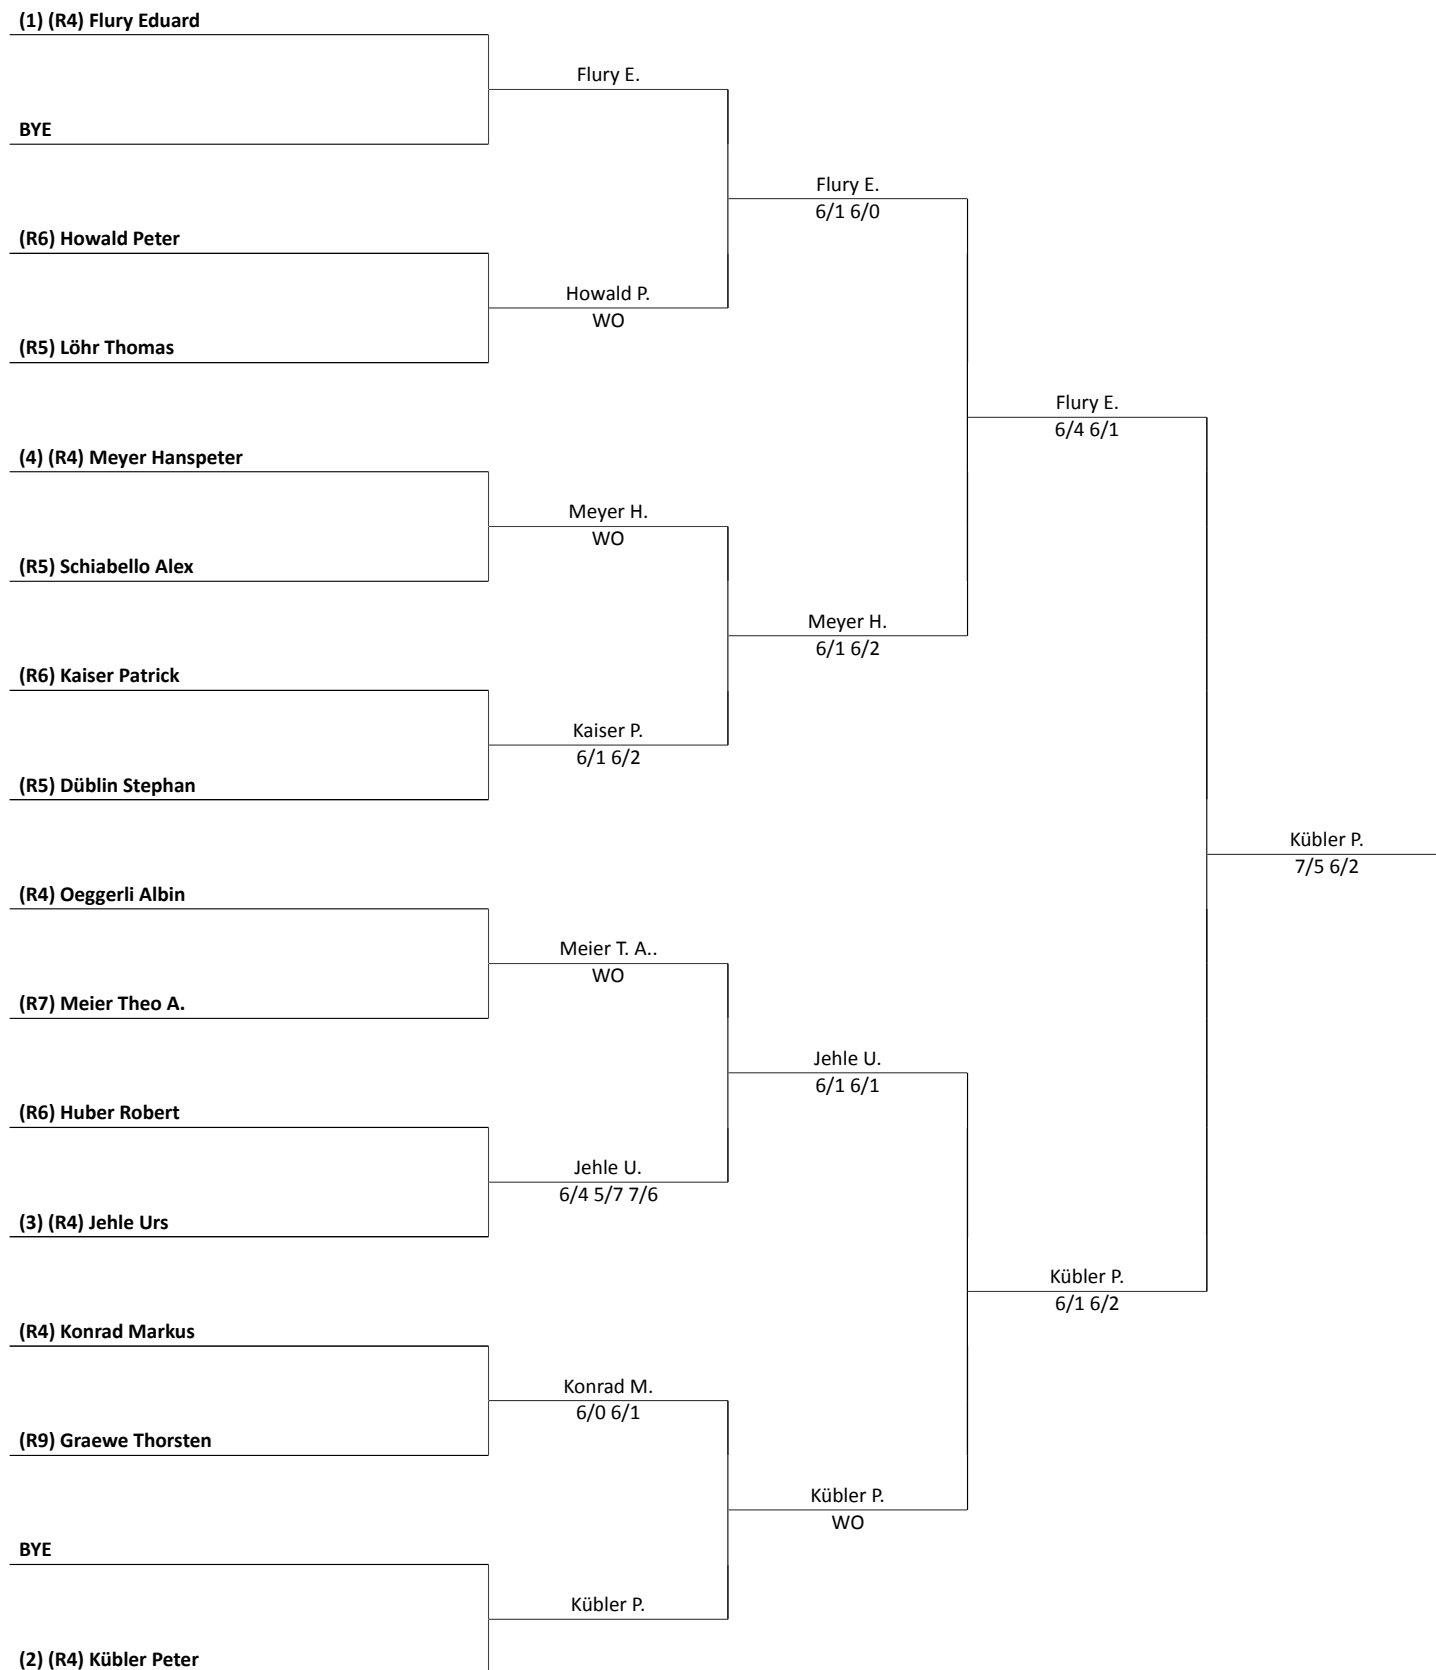 (1) (R4) Flury Eduard
Flury E.
BYE
Flury E.
6/1 6/0
(R6) Howald Peter
Howald P.
WO
(R5) Löhr Thomas
Flury E.
6/4 6/1
(4) (R4) Meyer Hanspeter
Meyer H.
WO
(R5) Schiabello Alex
Meyer H.
6/1 6/2
(R6) Kaiser Patrick
Kaiser P.
6/1 6/2
(R5) Düblin Stephan
Kübler P.
7/5 6/2
(R4) Oeggerli Albin
Meier T. A..
WO
(R7) Meier Theo A.
Jehle U.
6/1 6/1
(R6) Huber Robert
Jehle U.
6/4 5/7 7/6
(3) (R4) Jehle Urs
Kübler P.
6/1 6/2
(R4) Konrad Markus
Konrad M.
6/0 6/1
(R9) Graewe Thorsten
Kübler P.
WO
BYE
Kübler P.
(2) (R4) Kübler Peter